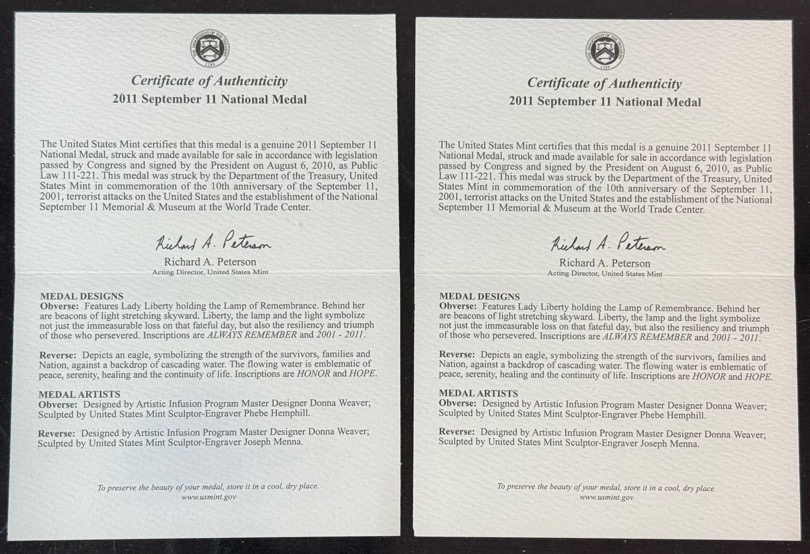 Certificate of Authenticity
2011 September 11 National Medal
The United States Mint certifies that this medal is a genuine 2011 September 11
National Medal, struck and made available for sale in accordance with legislation
passed by Congress and signed by the President on August 6, 2010, as Public
Law 111-221. This medal was struck by the Department of the Treasury, United
States Mint in commemoration of the 10th anniversary of the September 11,
2001, terrorist attacks on the United States and the establishment of the National
September 11 Memorial & Museum at the World Trade Center.
Richard A. Peterson
Richard A. Peterson
Acting Director, United States Mint
MEDAL DESIGNS
Obverse: Features Lady Liberty holding the Lamp of Remembrance. Behind her
are beacons of light stretching skyward. Liberty, the lamp and the light symbolize
not just the immeasurable loss on that fateful day, but also the resiliency and triumph
of those who persevered. Inscriptions are ALWAYS REMEMBER and 2001 - 2011.
Reverse: Depicts an eagle, symbolizing the strength of the survivors, families and
Nation, against a backdrop of cascading water. The flowing water is emblematic of
peace, serenity, healing and the continuity of life. Inscriptions are HONOR and HOPE.
MEDAL ARTISTS
Obverse: Designed by Artistic Infusion Program Master Designer Donna Weaver;
Sculpted by United States Mint Sculptor-Engraver Phebe Hemphill.
Reverse: Designed by Artistic Infusion Program Master Designer Donna Weaver;
Sculpted by United States Mint Sculptor-Engraver Joseph Menna.
To preserve the beauty of your medal, store it in a cool, dry place.
www.usmint.gov
Certificate of Authenticity
2011 September 11 National Medal
The United States Mint certifies that this medal is a genuine 2011 September 11
National Medal, struck and made available for sale in accordance with legislation
passed by Congress and signed by the President on August 6, 2010, as Public
Law 111-221. This medal was struck by the Department of the Treasury, United
States Mint in commemoration of the 10th anniversary of the September 11,
2001, terrorist attacks on the United States and the establishment of the National
September 11 Memorial & Museum at the World Trade Center.
Richard A. Peterson
Richard A. Peterson
Acting Director, United States Mint
MEDAL DESIGNS
Obverse: Features Lady Liberty holding the Lamp of Remembrance. Behind her
are beacons of light stretching skyward. Liberty, the lamp and the light symbolize
not just the immeasurable loss on that fateful day, but also the resiliency and triumph
of those who persevered. Inscriptions are ALWAYS REMEMBER and 2001 - 2011.
Reverse: Depicts an eagle, symbolizing the strength of the survivors, families and
Nation, against a backdrop of cascading water. The flowing water is emblematic of
peace, serenity, healing and the continuity of life. Inscriptions are HONOR and HOPE.
MEDAL ARTISTS
Obverse: Designed by Artistic Infusion Program Master Designer Donna Weaver;
Sculpted by United States Mint Sculptor-Engraver Phebe Hemphill.
Reverse: Designed by Artistic Infusion Program Master Designer Donna Weaver;
Sculpted by United States Mint Sculptor-Engraver Joseph Menna.
To preserve the beauty of your medal, store it in a cool, dry place.
www.usmint.gov